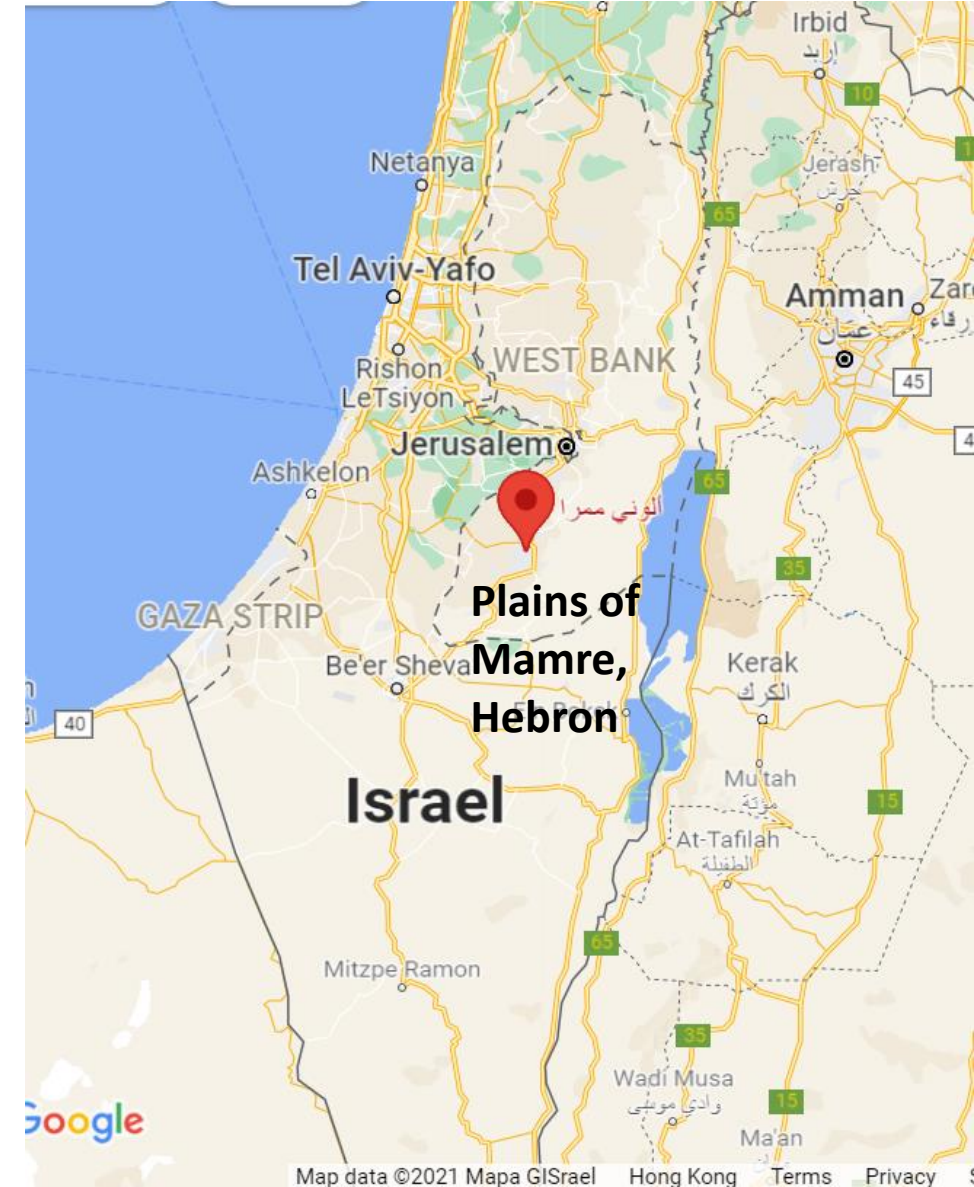 Irbid
إربد
10
Netanya
Jerash
جرش
65
Tel Aviv-Yafo
Amman
عمان
Rishon
LeTsiyon
WEST BANK
45
Jerusalem
Ashkelon
65
ألوني ممرا
35
Plains of
Mamre,
Hebron
GAZA STRIP
Be'er Sheva
Kerak
الكرك
40
Israel
Mu'tah
مؤتة
15
At-Tafilah
الطفيلة
65
Mitzpe Ramon
35
Wadi Musa
وادي موسى
15
Ma'an
Google
Map data ©2021 Mapa GISrael Hong Kong Terms Privacy